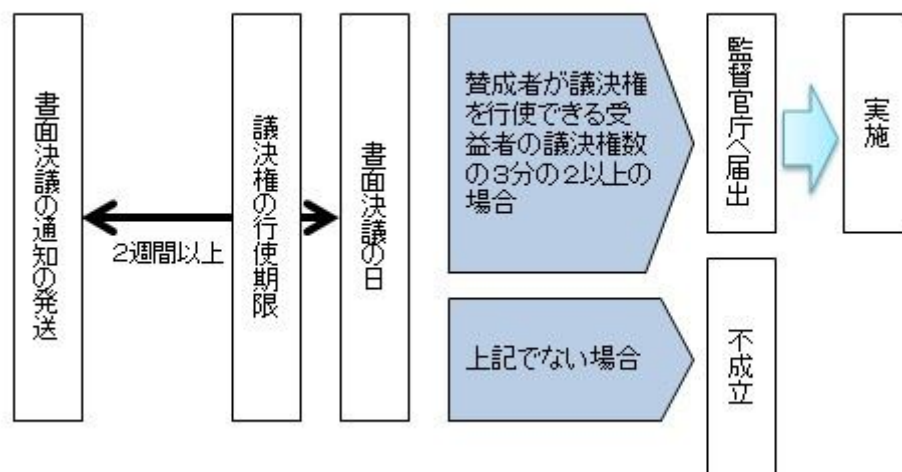 書面決議の通知の発送
2週間以上
議決権の行使期限
書面決議の日
賛成者が議決権
を行使できる受
益者の議決権数
の3分の2以上の
場合
監督官庁へ届出
実施
上記でない場合
不成立